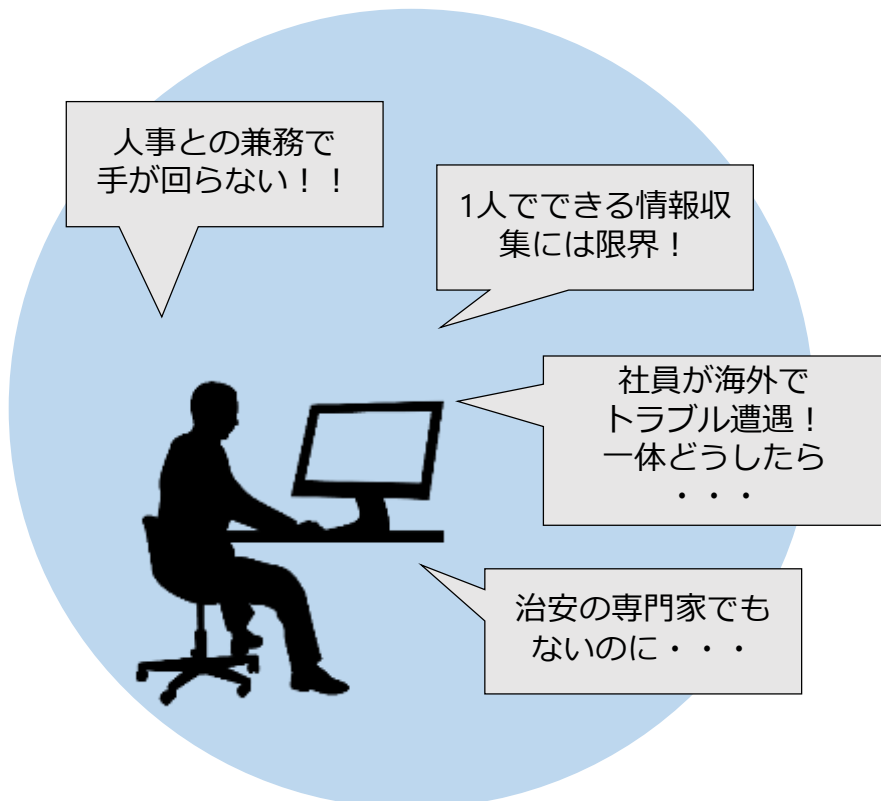 人事との兼務で
手が回らない！！
1人でできる情報収
集には限界！
社員が海外で
トラブル遭遇！
一体どうしたら
・・・
治安の専門家でも
ないのに・・・